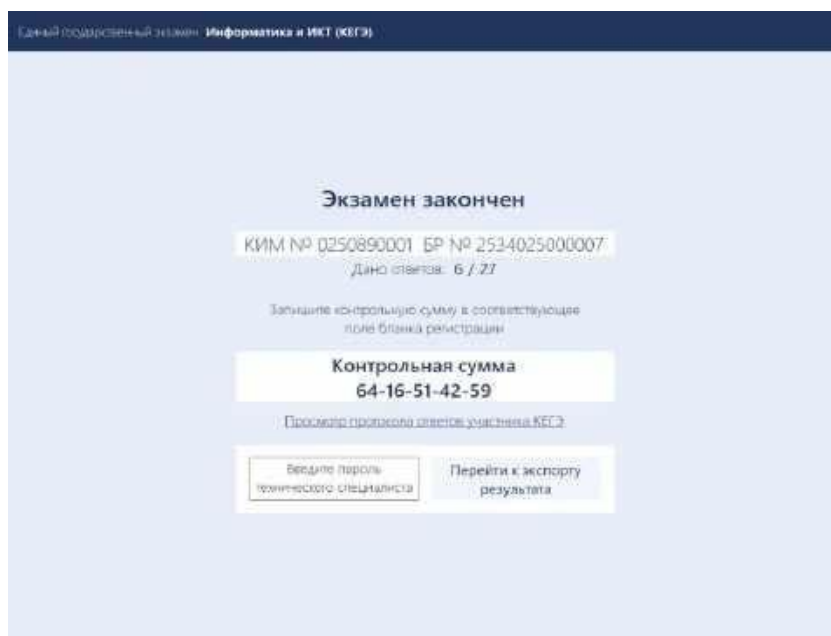 Единый государственный экзамен Информатика и ИКТ (КЕГЭ)
Экзамен закончен
КИМ № 0250890001 БР № 2534025000007
Дано ответов: 6 / 27
Запишите контрольную сумму в соответствующее
поле бланка регистрации
Контрольная сумма
64-16-51-42-59
Просмотр протокола ответов участника КЕГЭ
Введите пароль
технического специалиста
Перейти к экспорту
результата